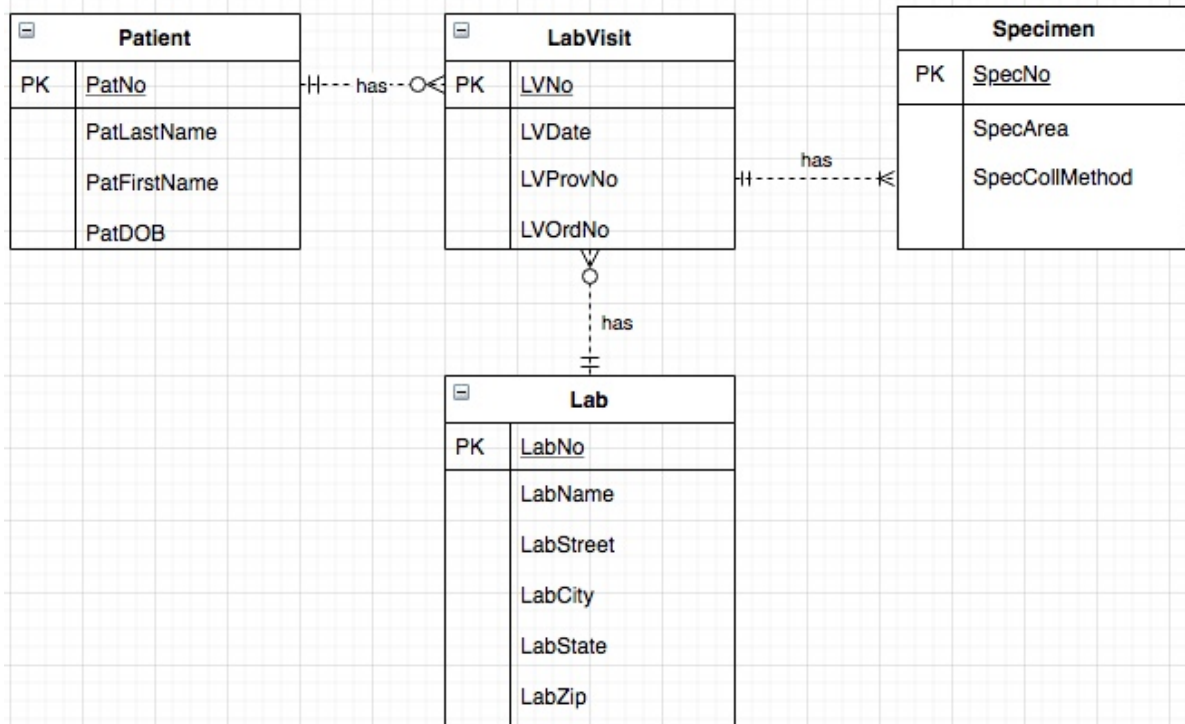 Patient
PK PatNo
PatLastName
PatFirstName
PatDOB
has
LabVisit
PK LVNo
LVDate
LVProvNo
LVOrdNo
has
Specimen
PK SpecNo
SpecArea
SpecCollMethod
has
Lab
PK LabNo
LabName
LabStreet
LabCity
LabState
LabZip